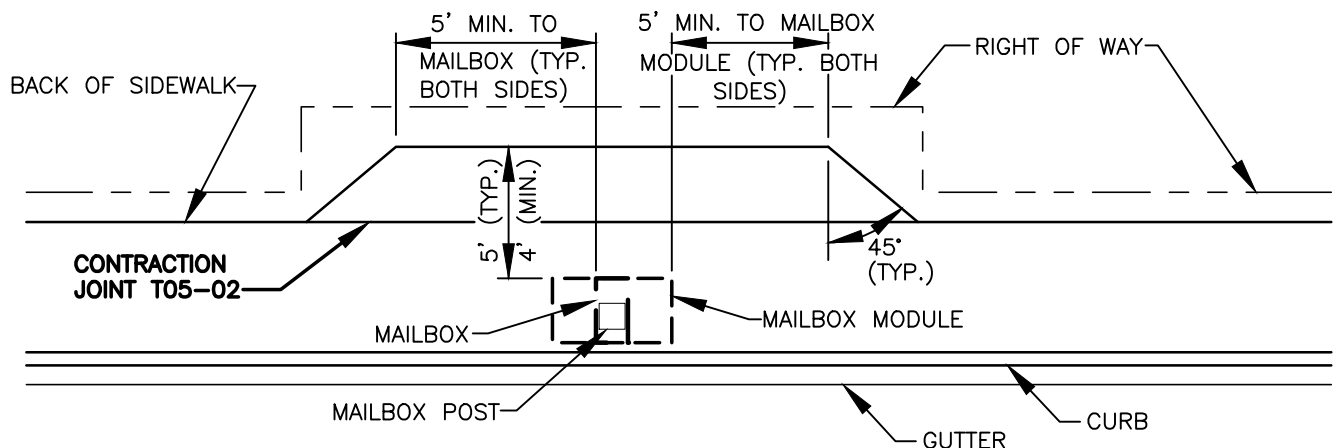 5' MIN. TO
MAILBOX (TYP.
BOTH SIDES)
5' MIN. TO MAILBOX
MODULE (TYP. BOTH
SIDES)
RIGHT OF WAY
BACK OF SIDEWALK
5' (TYP.)
4' (MIN.)
45°
(TYP.)
CONTRACTION
JOINT T05-02
MAILBOX
MAILBOX MODULE
MAILBOX POST
CURB
GUTTER